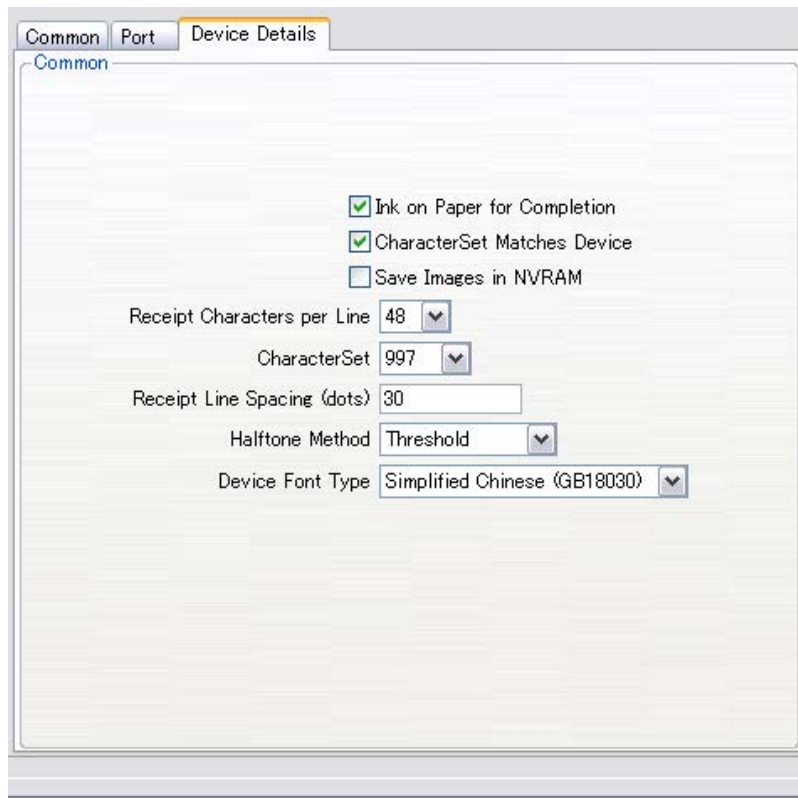 Common Port Device Details
Common
Ink on Paper for Completion
CharacterSet Matches Device
Save Images in NVRAM
Receipt Characters per Line 48
CharacterSet 997
Receipt Line Spacing (dots) 30
Halftone Method Threshold
Device Font Type Simplified Chinese (GB18030)